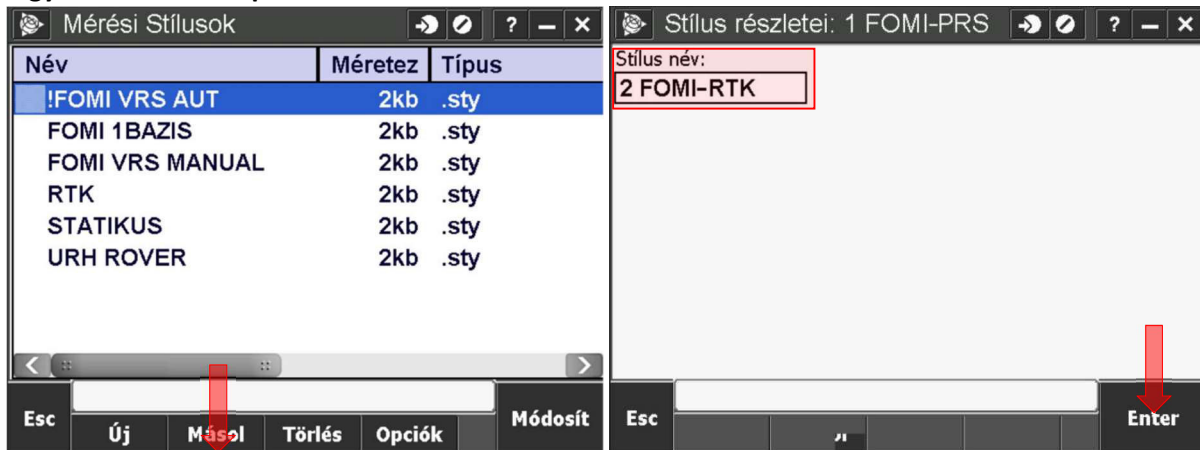 Mérési Stílusok ? – ×
Név Méretez Típus
!FOMI VRS AUT 2kb .sty
FOMI 1BAZIS 2kb .sty
FOMI VRS MANUAL 2kb .sty
RTK 2kb .sty
STATIKUS 2kb .sty
URH ROVER 2kb .sty
Esc Új Másol Törlés Opciók Módosít
Stílus részletei: 1 FOMI-PRS ? – ×
Stílus név:
2 FOMI-RTK
Esc Enter